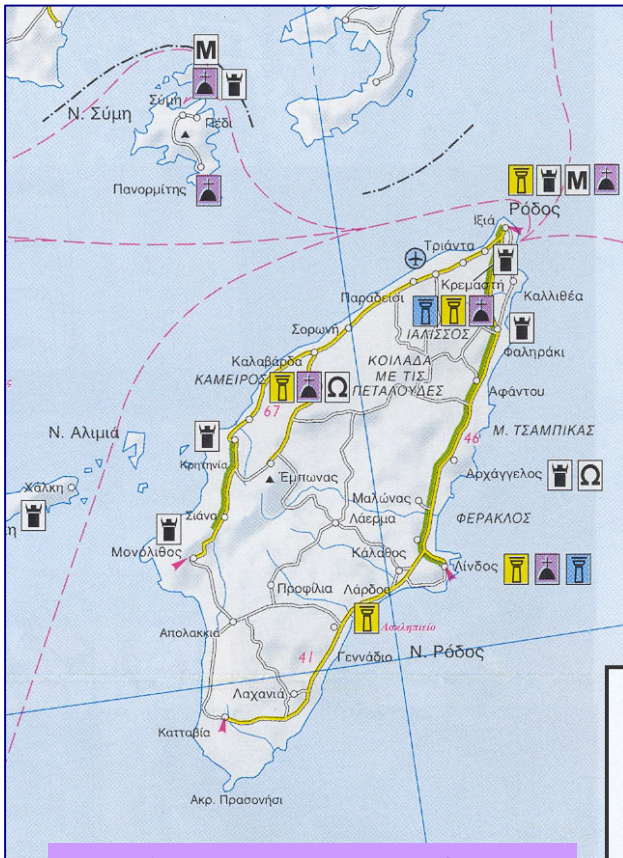 M
Σύμη
Ν. Σύμη
Πέδι
Πανορμίτης
M
Ρόδος
Ιξιά
Τριάντα
Κρεμαστή
Παραδεισι
Καλλιθέα
ΙΑΛΙΣΣΟΣ
Σορωνή
Φαληράκι
Καλαβάρδα
ΚΟΙΛΑΔΑ
ΜΕ ΤΙΣ
ΠΕΤΑΛΟΥΔΕΣ
ΚΑΜΕΙΡΟΣ
Ω
Αφάντου
67
46
Μ. ΤΣΑΜΠΙΚΑΣ
Ν. Αλιμιά
Κρητηνία
Έμπωνας
Αρχάγγελος
Ω
Χάλκη
Μαλώνας
Σιάνα
Λάερμα
ΦΕΡΑΚΛΟΣ
Μονόλιθος
Κάλαθος
Λίνδος
Προφίλια
Λάρδος
Απολακκιά
Ασκληπιείο
41
Γεννάδιο
Ν. Ρόδος
Λαχανιά
Κατταβία
Ακρ. Πρασονήσι